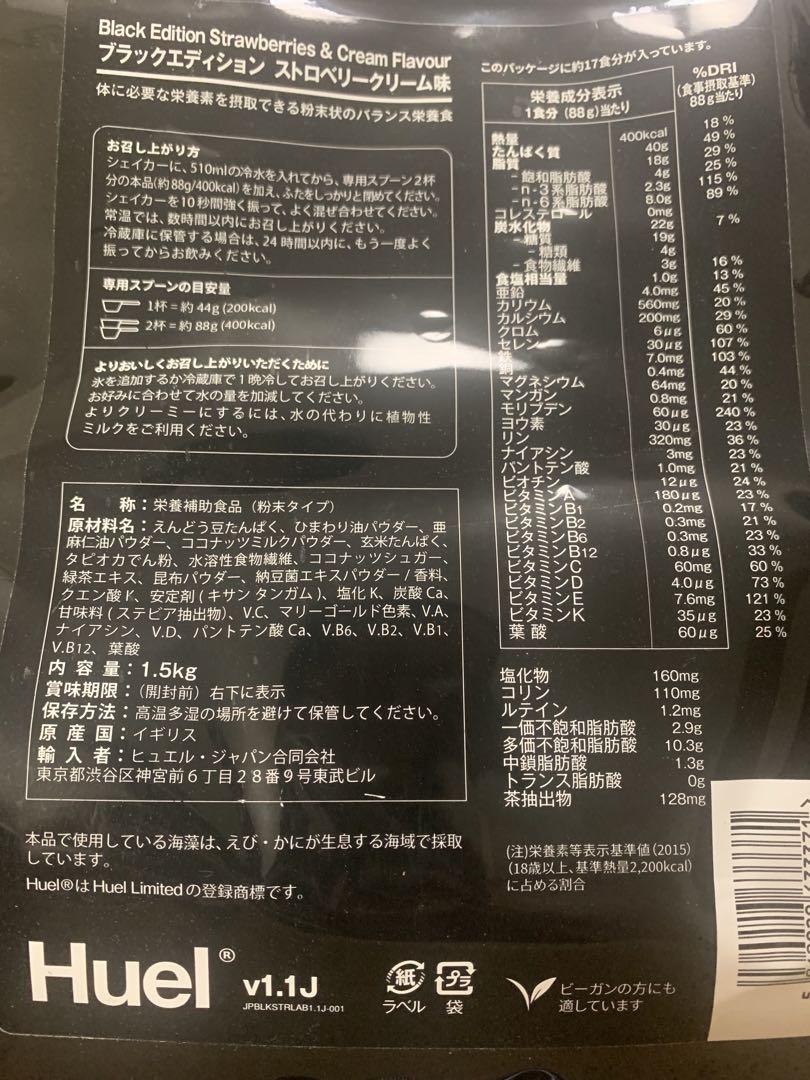 Black Edition Strawberries & Cream Flavour
ブラックエディション ストロベリークリーム味
体に必要な栄養素を摂取できる粉末状のバランス栄養食
お召し上がり方
シェイカーに、510mlの冷水を入れてから、専用スプーン2杯
分の本品(約88g/400kcal)を加え、ふたをしっかりと閉めてください。
シェイカーを10秒間強く振って、よく混ぜ合わせてください。
常温では、数時間以内にお召し上がりください。
冷蔵庫に保管する場合は、24時間以内に、もう一度よく
振ってからお飲みください。
専用スプーンの目安量
1杯=約44g(200kcal)
2杯=約88g(400kcal)
よりおいしくお召し上がりいただくために
氷を追加するか冷蔵庫で1晩冷してお召し上がりください。
お好みに合わせて水の量を加減してください。
よりクリーミーにするには、水の代わりに植物性
ミルクをご利用ください。
名 称:栄養補助食品(粉末タイプ)
原材料名:えんどう豆たんぱく、ひまわり油パウダー、亜
麻仁油パウダー、ココナッツミルクパウダー、玄米たんぱく、
タピオカでん粉、水溶性食物繊維、ココナッツシュガー、
緑茶エキス、昆布パウダー、納豆菌エキスパウダー/香料、
クエン酸K、安定剤(キサンタンガム)、塩化K、炭酸Ca、
甘味料(ステビア抽出物)、V.C、マリーゴールド色素、V.A、
ナイアシン、V.D、パントテン酸Ca、V.B6、V.B2、V.B1、
V.B12、葉酸
内 容 量:1.5kg
賞味期限:(開封前)右下に表示
保存方法:高温多湿の場所を避けて保管してください。
原 産 国:イギリス
輸 入 者:ヒュエル・ジャパン合同会社
東京都渋谷区神宮前6丁目28番9号東武ビル
本品で使用している海藻は、えび・かにが生息する海域で採取
しています。
Huel®はHuel Limitedの登録商標です。
Huel®
v1.1J
JPBLKSTRLAB1.1J-001
このパッケージに約17食分が入っています。
栄養成分表示
1食分(88g)当たり
%DRI
(食事摂取基準)
88g当たり
熱量 400kcal 18%
たんぱく質 40g 49%
脂質 18g 29%
-飽和脂肪酸 4g 25%
-n-3系脂肪酸 2.3g 115%
-n-6系脂肪酸 8.0g 89%
コレステロール 0mg
炭水化物 22g 7%
-糖質 19g
-糖類 4g
-食物繊維 3g 16%
食塩相当量 1.0g 13%
亜鉛 4.0mg 45%
カリウム 560mg 20%
カルシウム 200mg 29%
クロム 6μg 60%
セレン 30μg 107%
鉄 7.0mg 103%
銅 0.4mg 44%
マグネシウム 64mg 20%
マンガン 0.8mg 21%
モリブデン 60μg 240%
ヨウ素 30μg 23%
リン 320mg 36%
ナイアシン 3mg 23%
パントテン酸 1.0mg 21%
ビオチン 12μg 24%
ビタミンA 180μg 23%
ビタミンB1 0.2mg 17%
ビタミンB2 0.3mg 21%
ビタミンB6 0.3mg 23%
ビタミンB12 0.8μg 33%
ビタミンC 60mg 60%
ビタミンD 4.0μg 73%
ビタミンE 7.6mg 121%
ビタミンK 35μg 23%
葉酸 60μg 25%
塩化物 160mg
コリン 110mg
ルテイン 1.2mg
一価不飽和脂肪酸 2.9g
多価不飽和脂肪酸 10.3g
中鎖脂肪酸 1.3g
トランス脂肪酸 0g
茶抽出物 128mg
(注)栄養素等表示基準値(2015)
(18歳以上、基準熱量2,200kcal)
に占める割合
紙 プラ
ラベル 袋
ビーガンの方にも
適しています